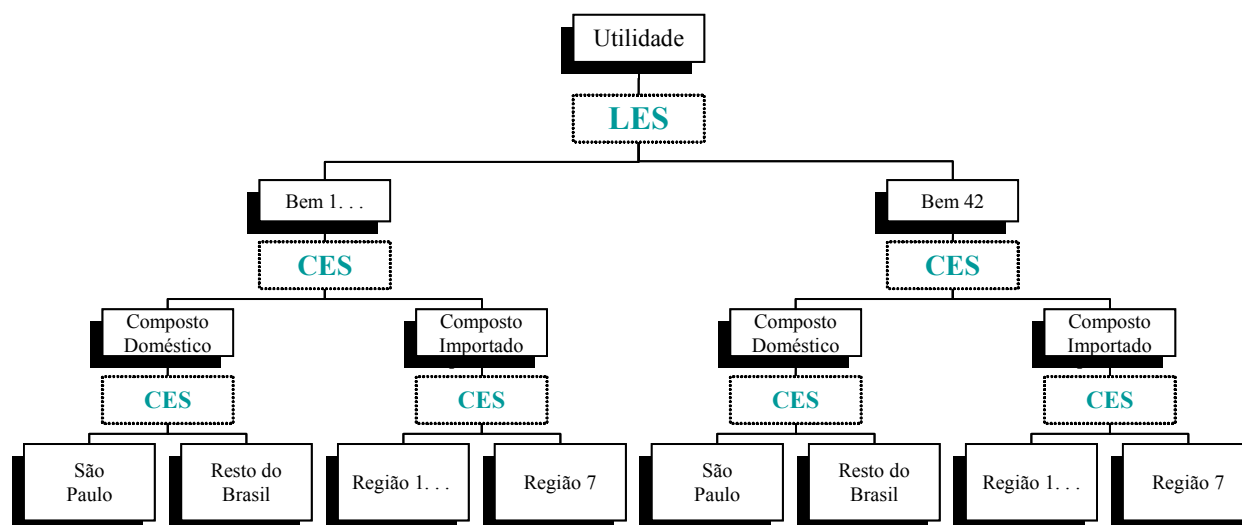 Utilidade
LES
Bem 1. . .
Bem 42
CES
CES
Composto
Doméstico
Composto
Importado
Composto
Doméstico
Composto
Importado
CES
CES
CES
CES
São
Paulo
Resto do
Brasil
Região 1. . .
Região 7
São
Paulo
Resto do
Brasil
Região 1. . .
Região 7